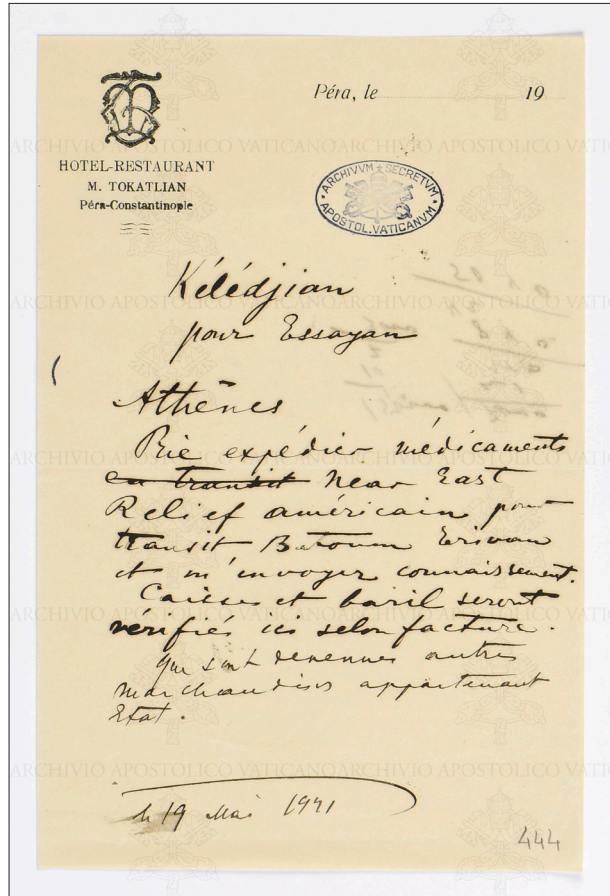 Péra, le 19
HOTEL-RESTAURANT
M. TOKATLIAN
Péra-Constantinople
ARCHIVVM SECRETVM APOSTOL. VATICANVM
Kélédjian
pour Essayan
Athènes
Prié expédier médicaments
en transit Near East
Relief américain pour
transit Batoum Erivan
et m'envoyer connaissement.
Caisses et baril seront
vérifiés ici selon facture.
Que sont devenues autres
marchandises appartenant
Etat.
le 19 Mai 1921
444